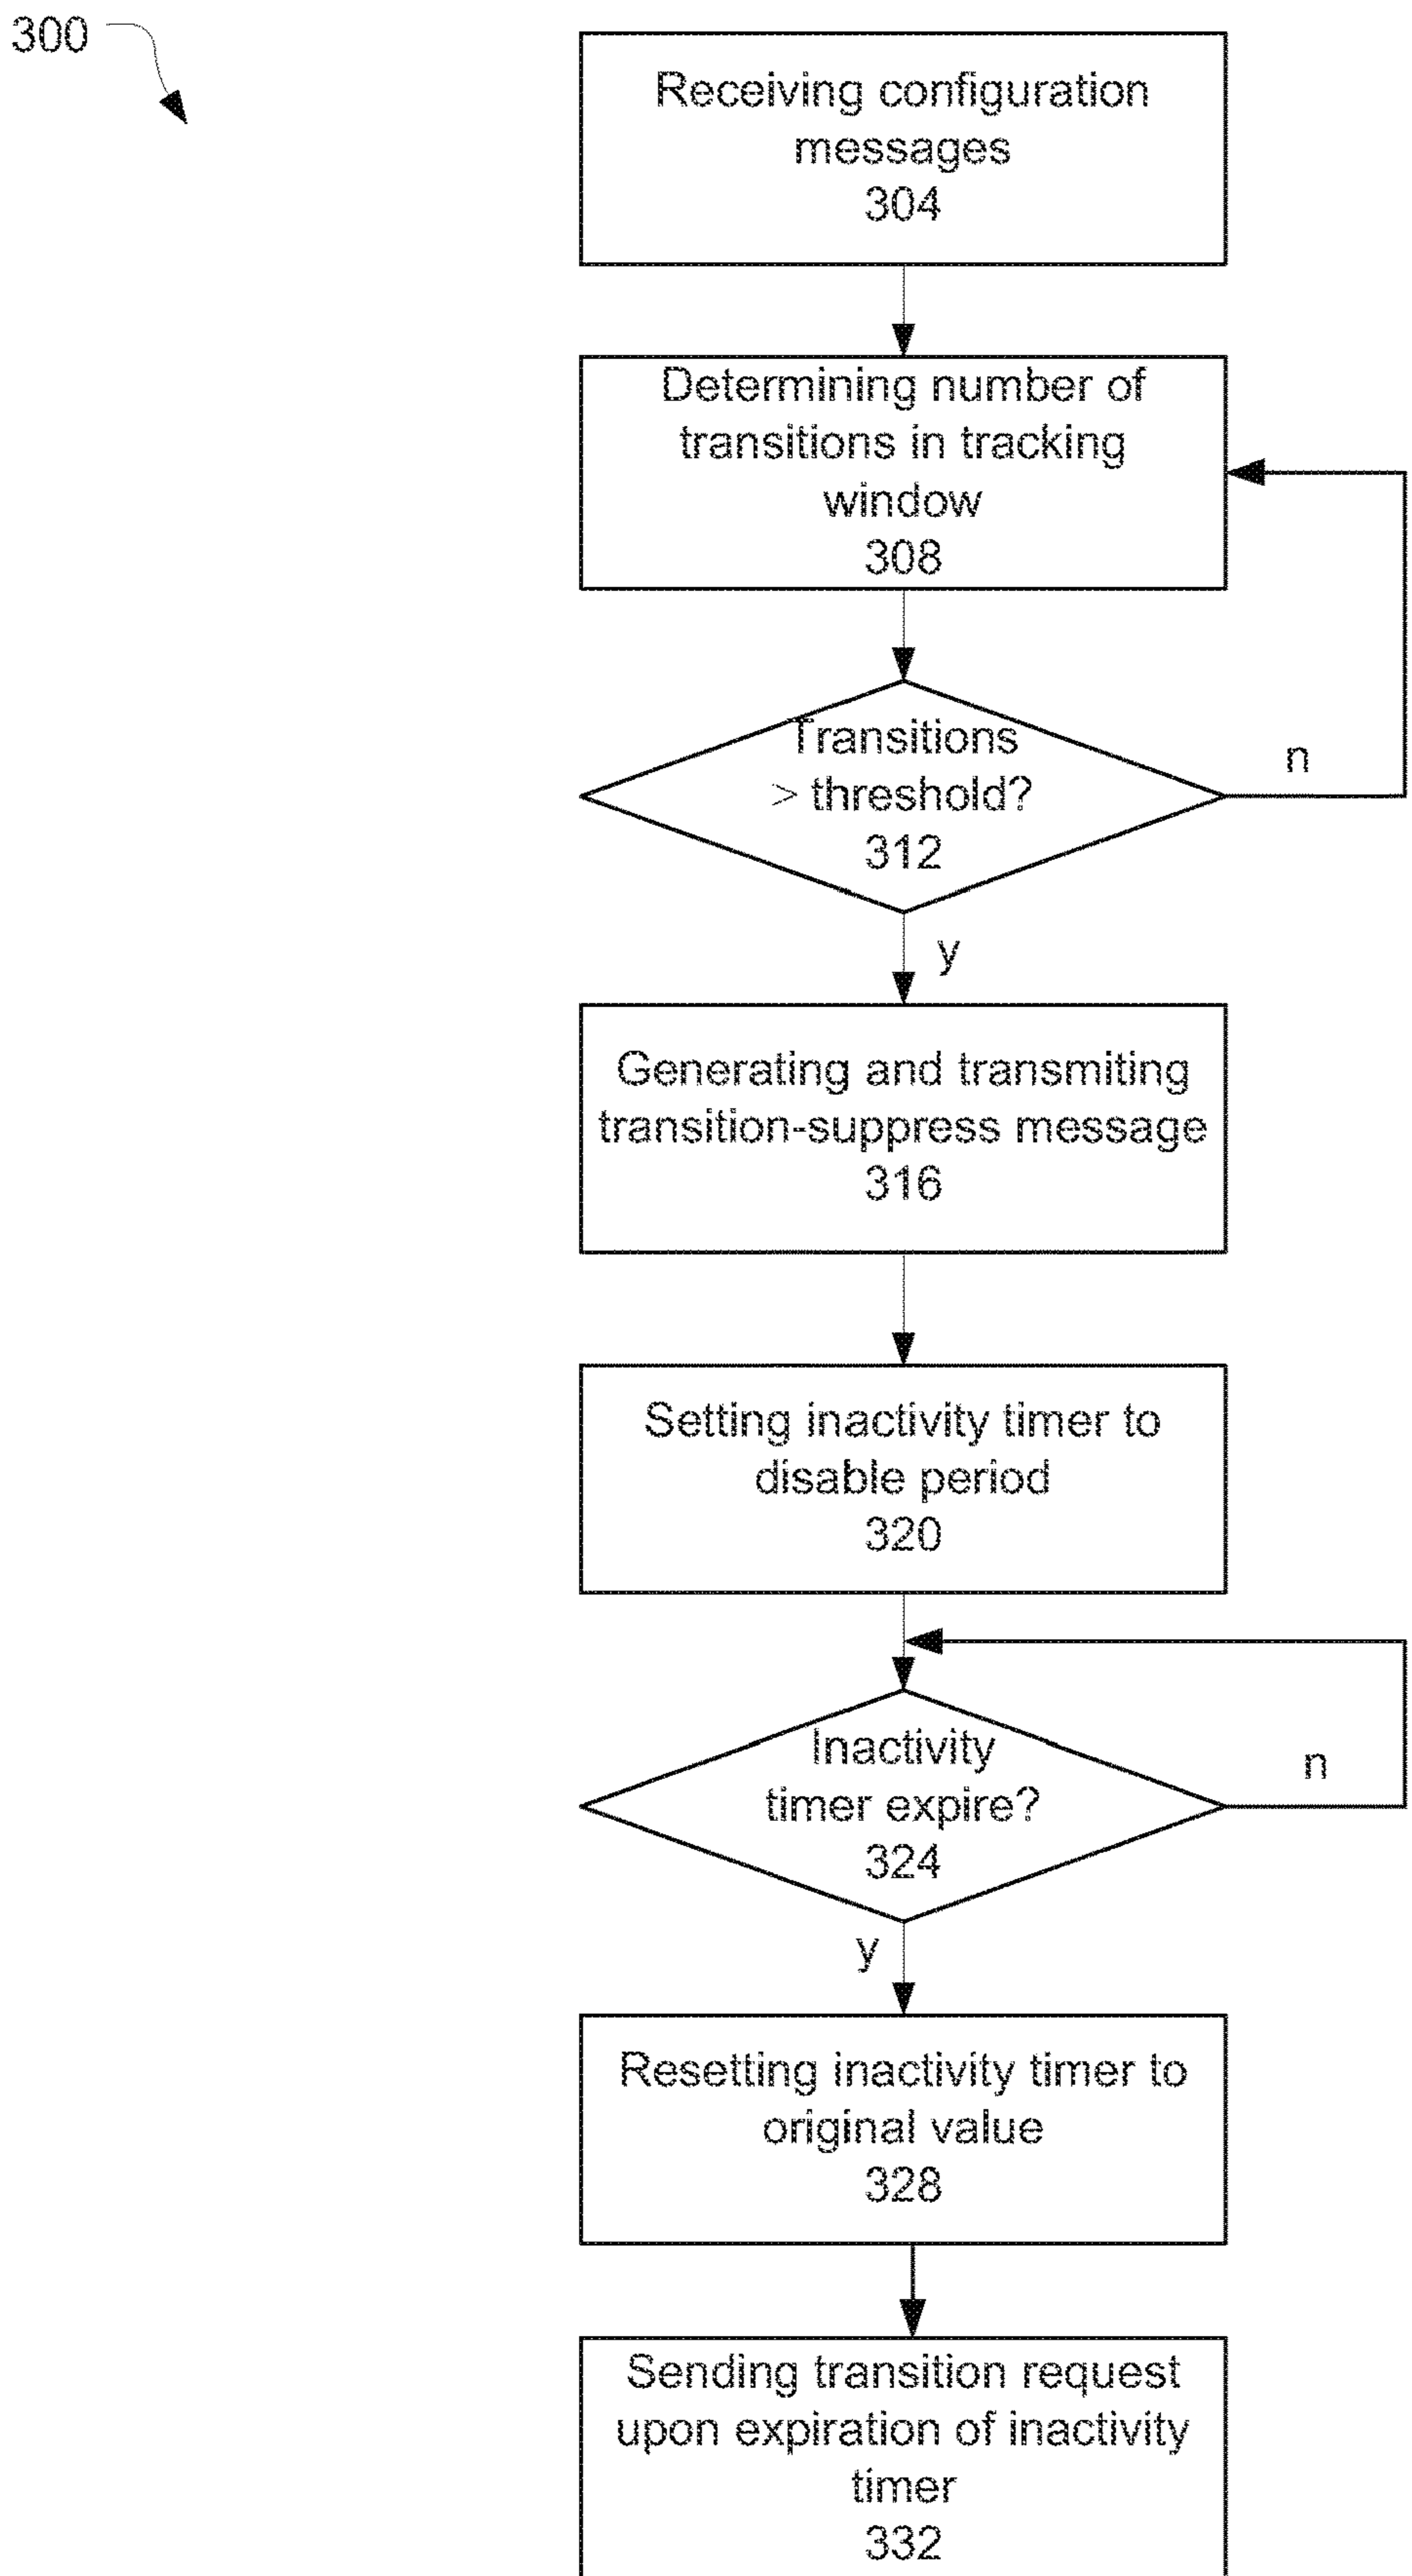 300
Receiving configuration
messages
304
Determining number of
transitions in tracking
window
308
Transitions
> threshold?
312
n
y
Generating and transmiting
transition-suppress message
316
Setting inactivity timer to
disable period
320
Inactivity
timer expire?
324
n
y
Resetting inactivity timer to
original value
328
Sending transition request
upon expiration of inactivity
timer
332